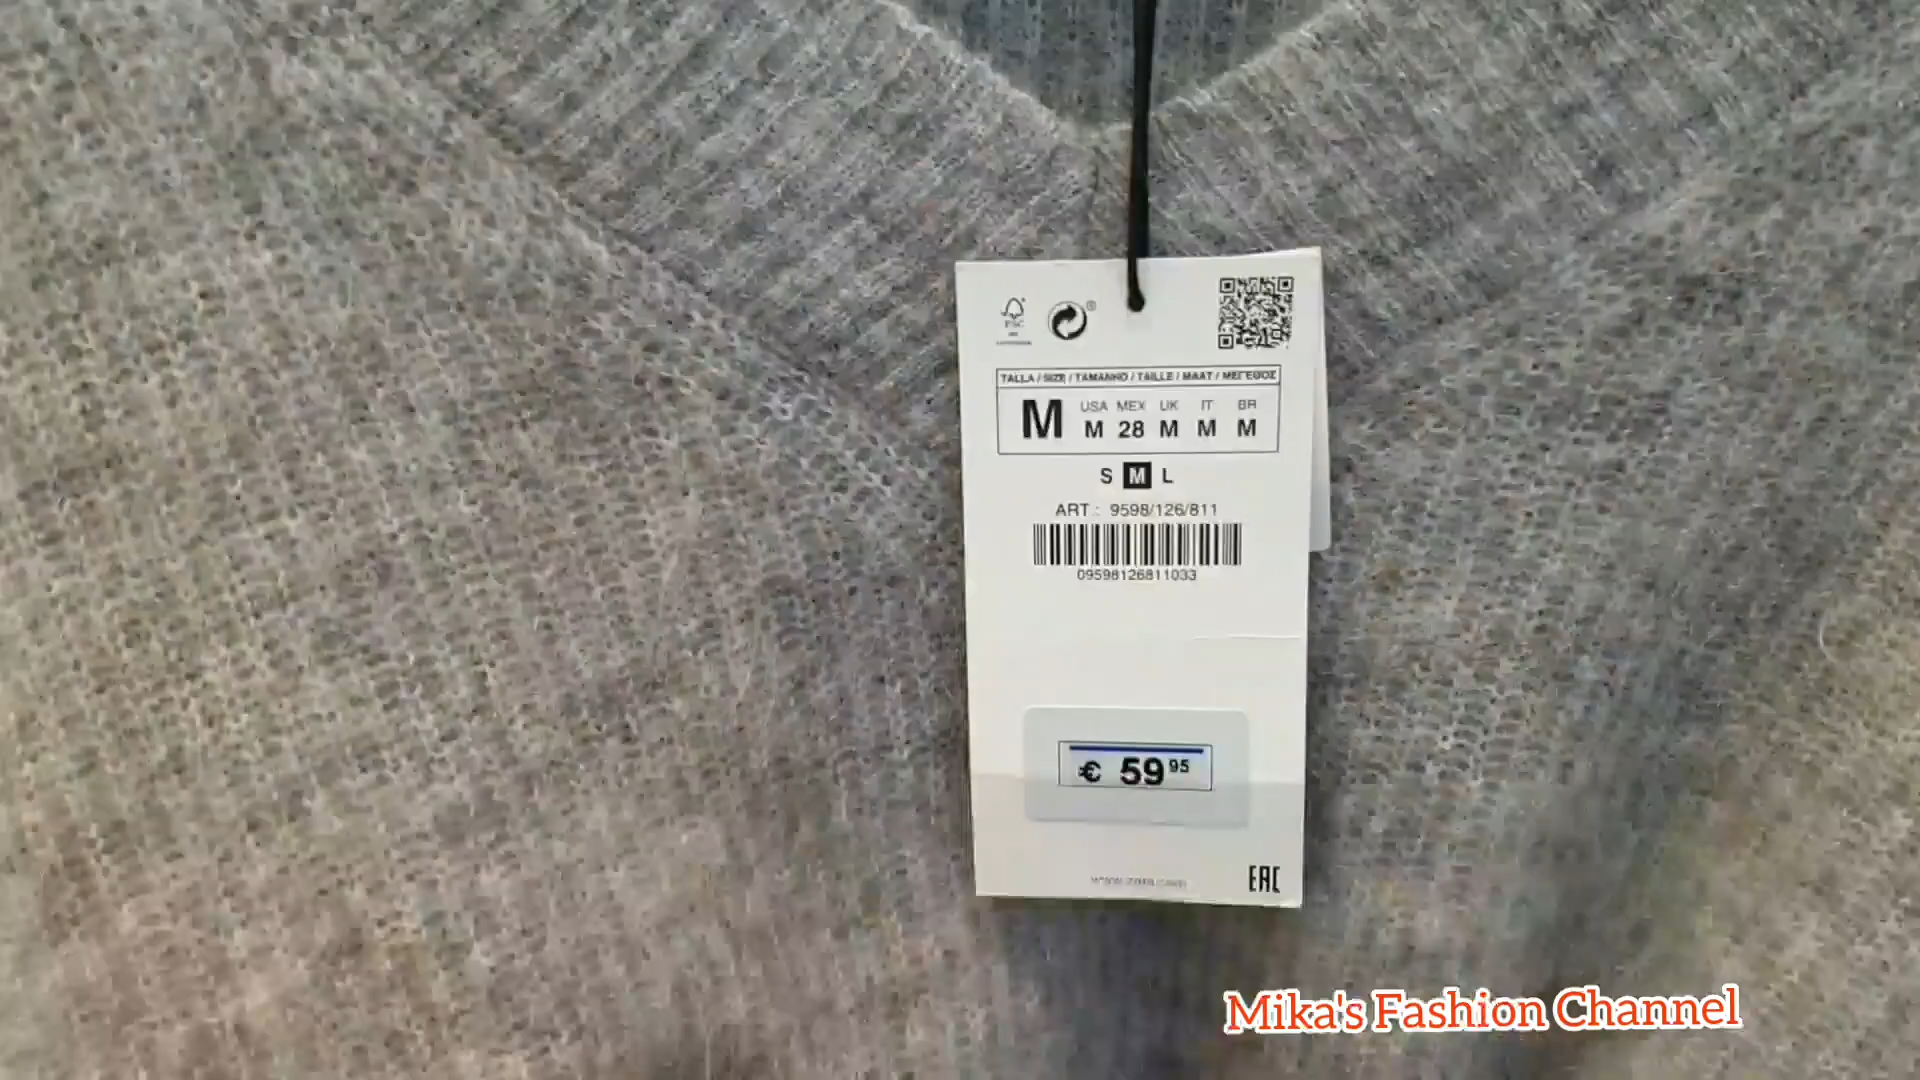 FSC
TALLA / SIZE / TAMANHO / TAILLE / MAAT / ΜΕΓΕΘΟΣ
M
USA MEX UK IT BR
M 28 M M M
S M L
ART.: 9598/126/811
09598126811033
€ 59 95
EAC
Mika's Fashion Channel